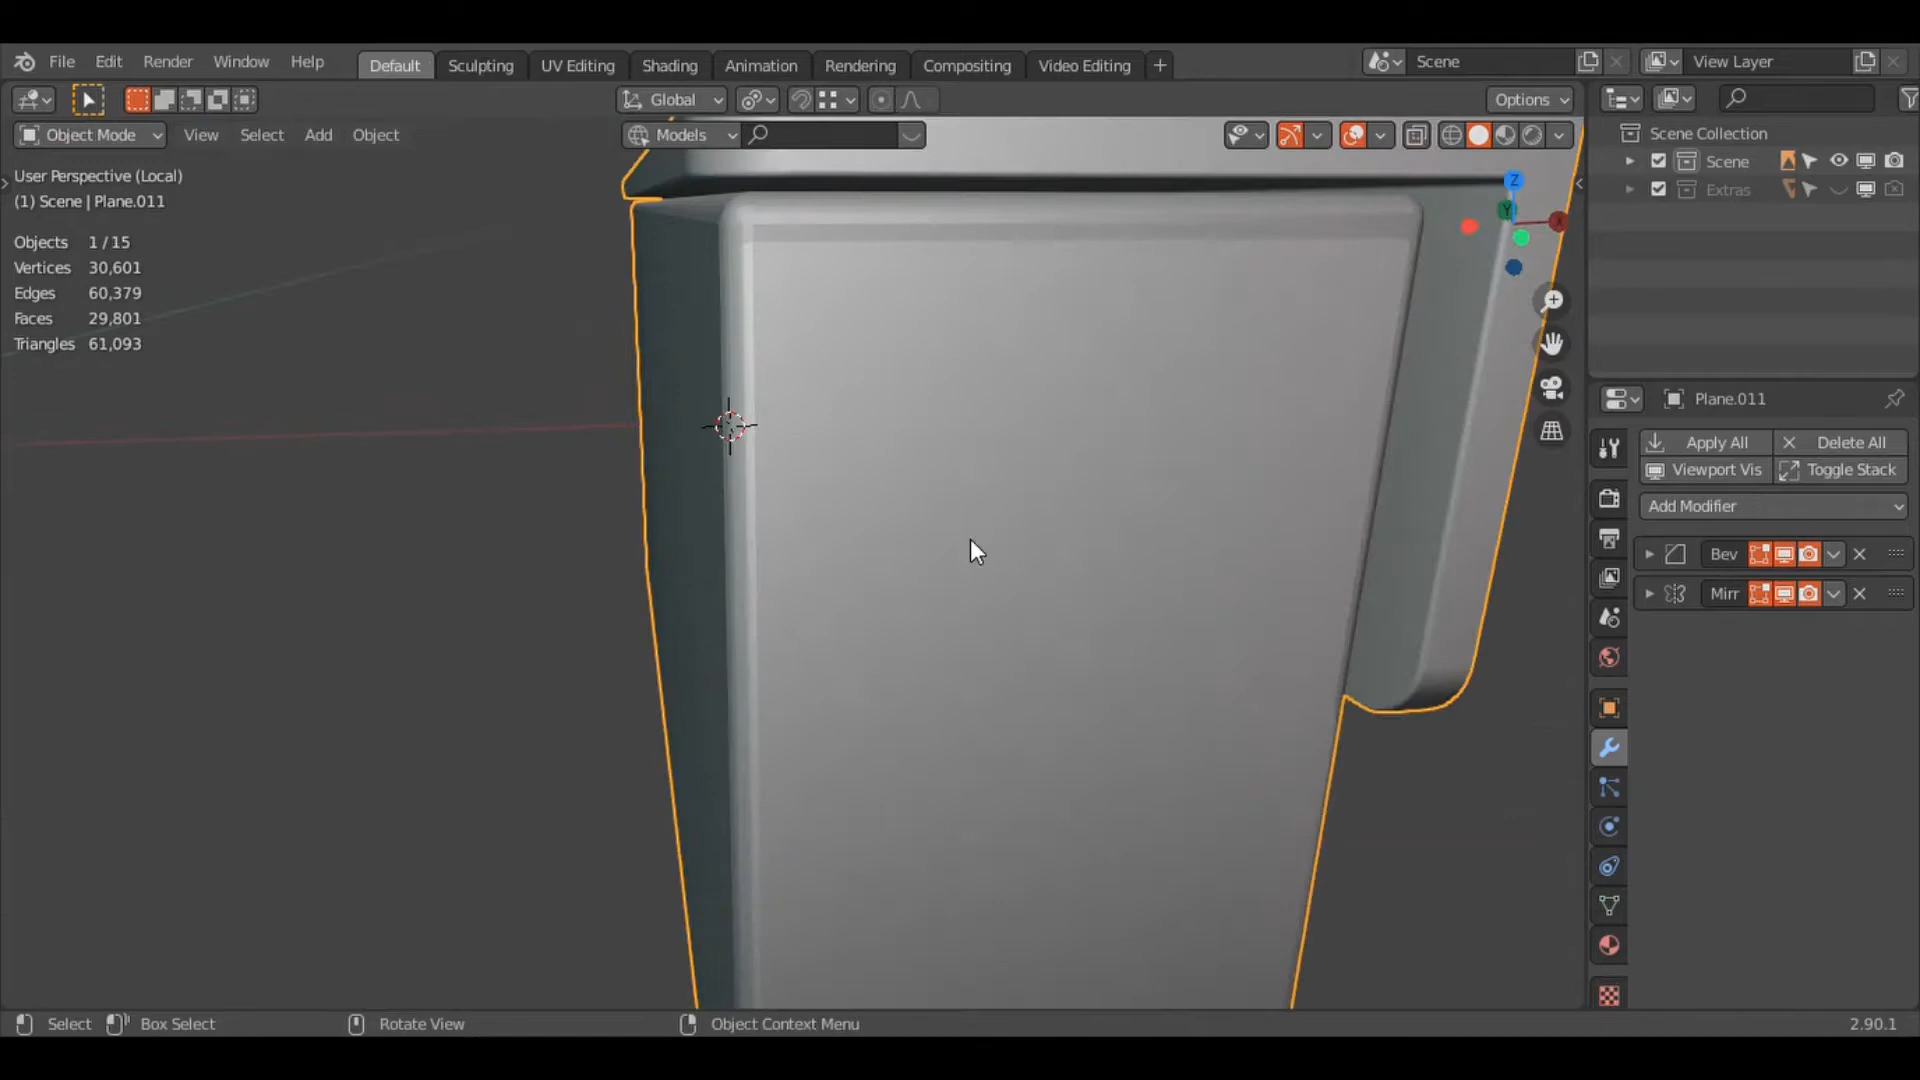 File Edit Render Window Help Default Sculpting UV Editing Shading Animation Rendering Compositing Video Editing + Scene View Layer
Global Options
Object Mode View Select Add Object Models
User Perspective (Local)
(1) Scene | Plane.011
Objects 1 / 15
Vertices 30,601
Edges 60,379
Faces 29,801
Triangles 61,093
Z
Y
X
Scene Collection
Scene
Extras
Plane.011
Apply All Delete All
Viewport Vis Toggle Stack
Add Modifier
Bev
Mirr
Select Box Select Rotate View Object Context Menu 2.90.1